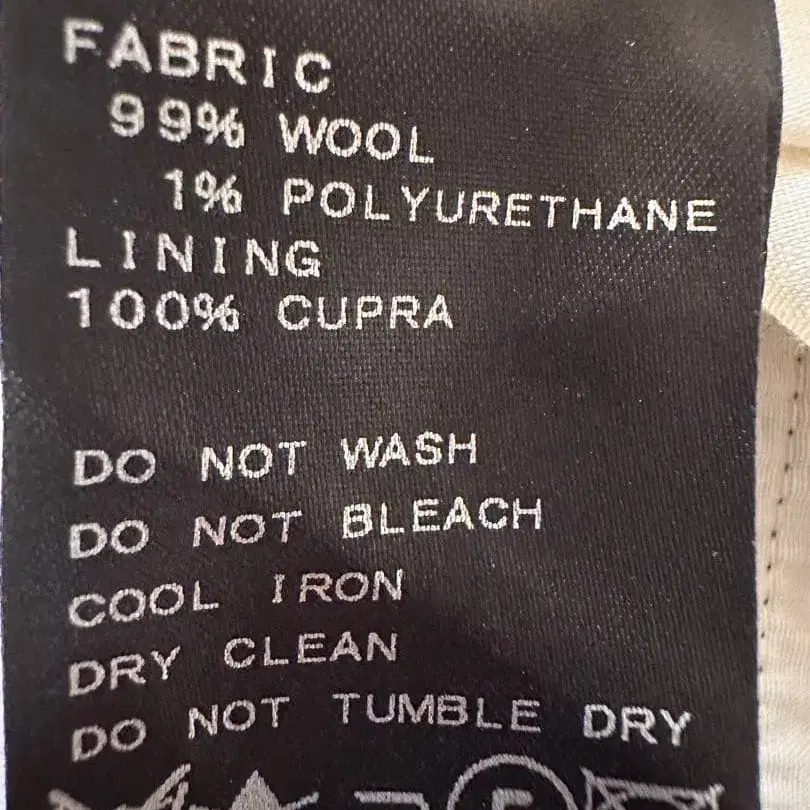 FABRIC
99% WOOL
1% POLYURETHANE
LINING
100% CUPRA
DO NOT WASH
DO NOT BLEACH
COOL IRON
DRY CLEAN
DO NOT TUMBLE DRY